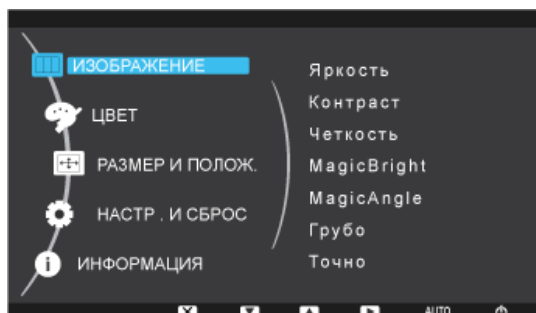 ИЗОБРАЖЕНИЕ
ЦВЕТ
РАЗМЕР И ПОЛОЖ.
НАСТР . И СБРОС
ИНФОРМАЦИЯ
Яркость
Контраст
Четкость
MagicBright
MagicAngle
Грубо
Точно
AUTO